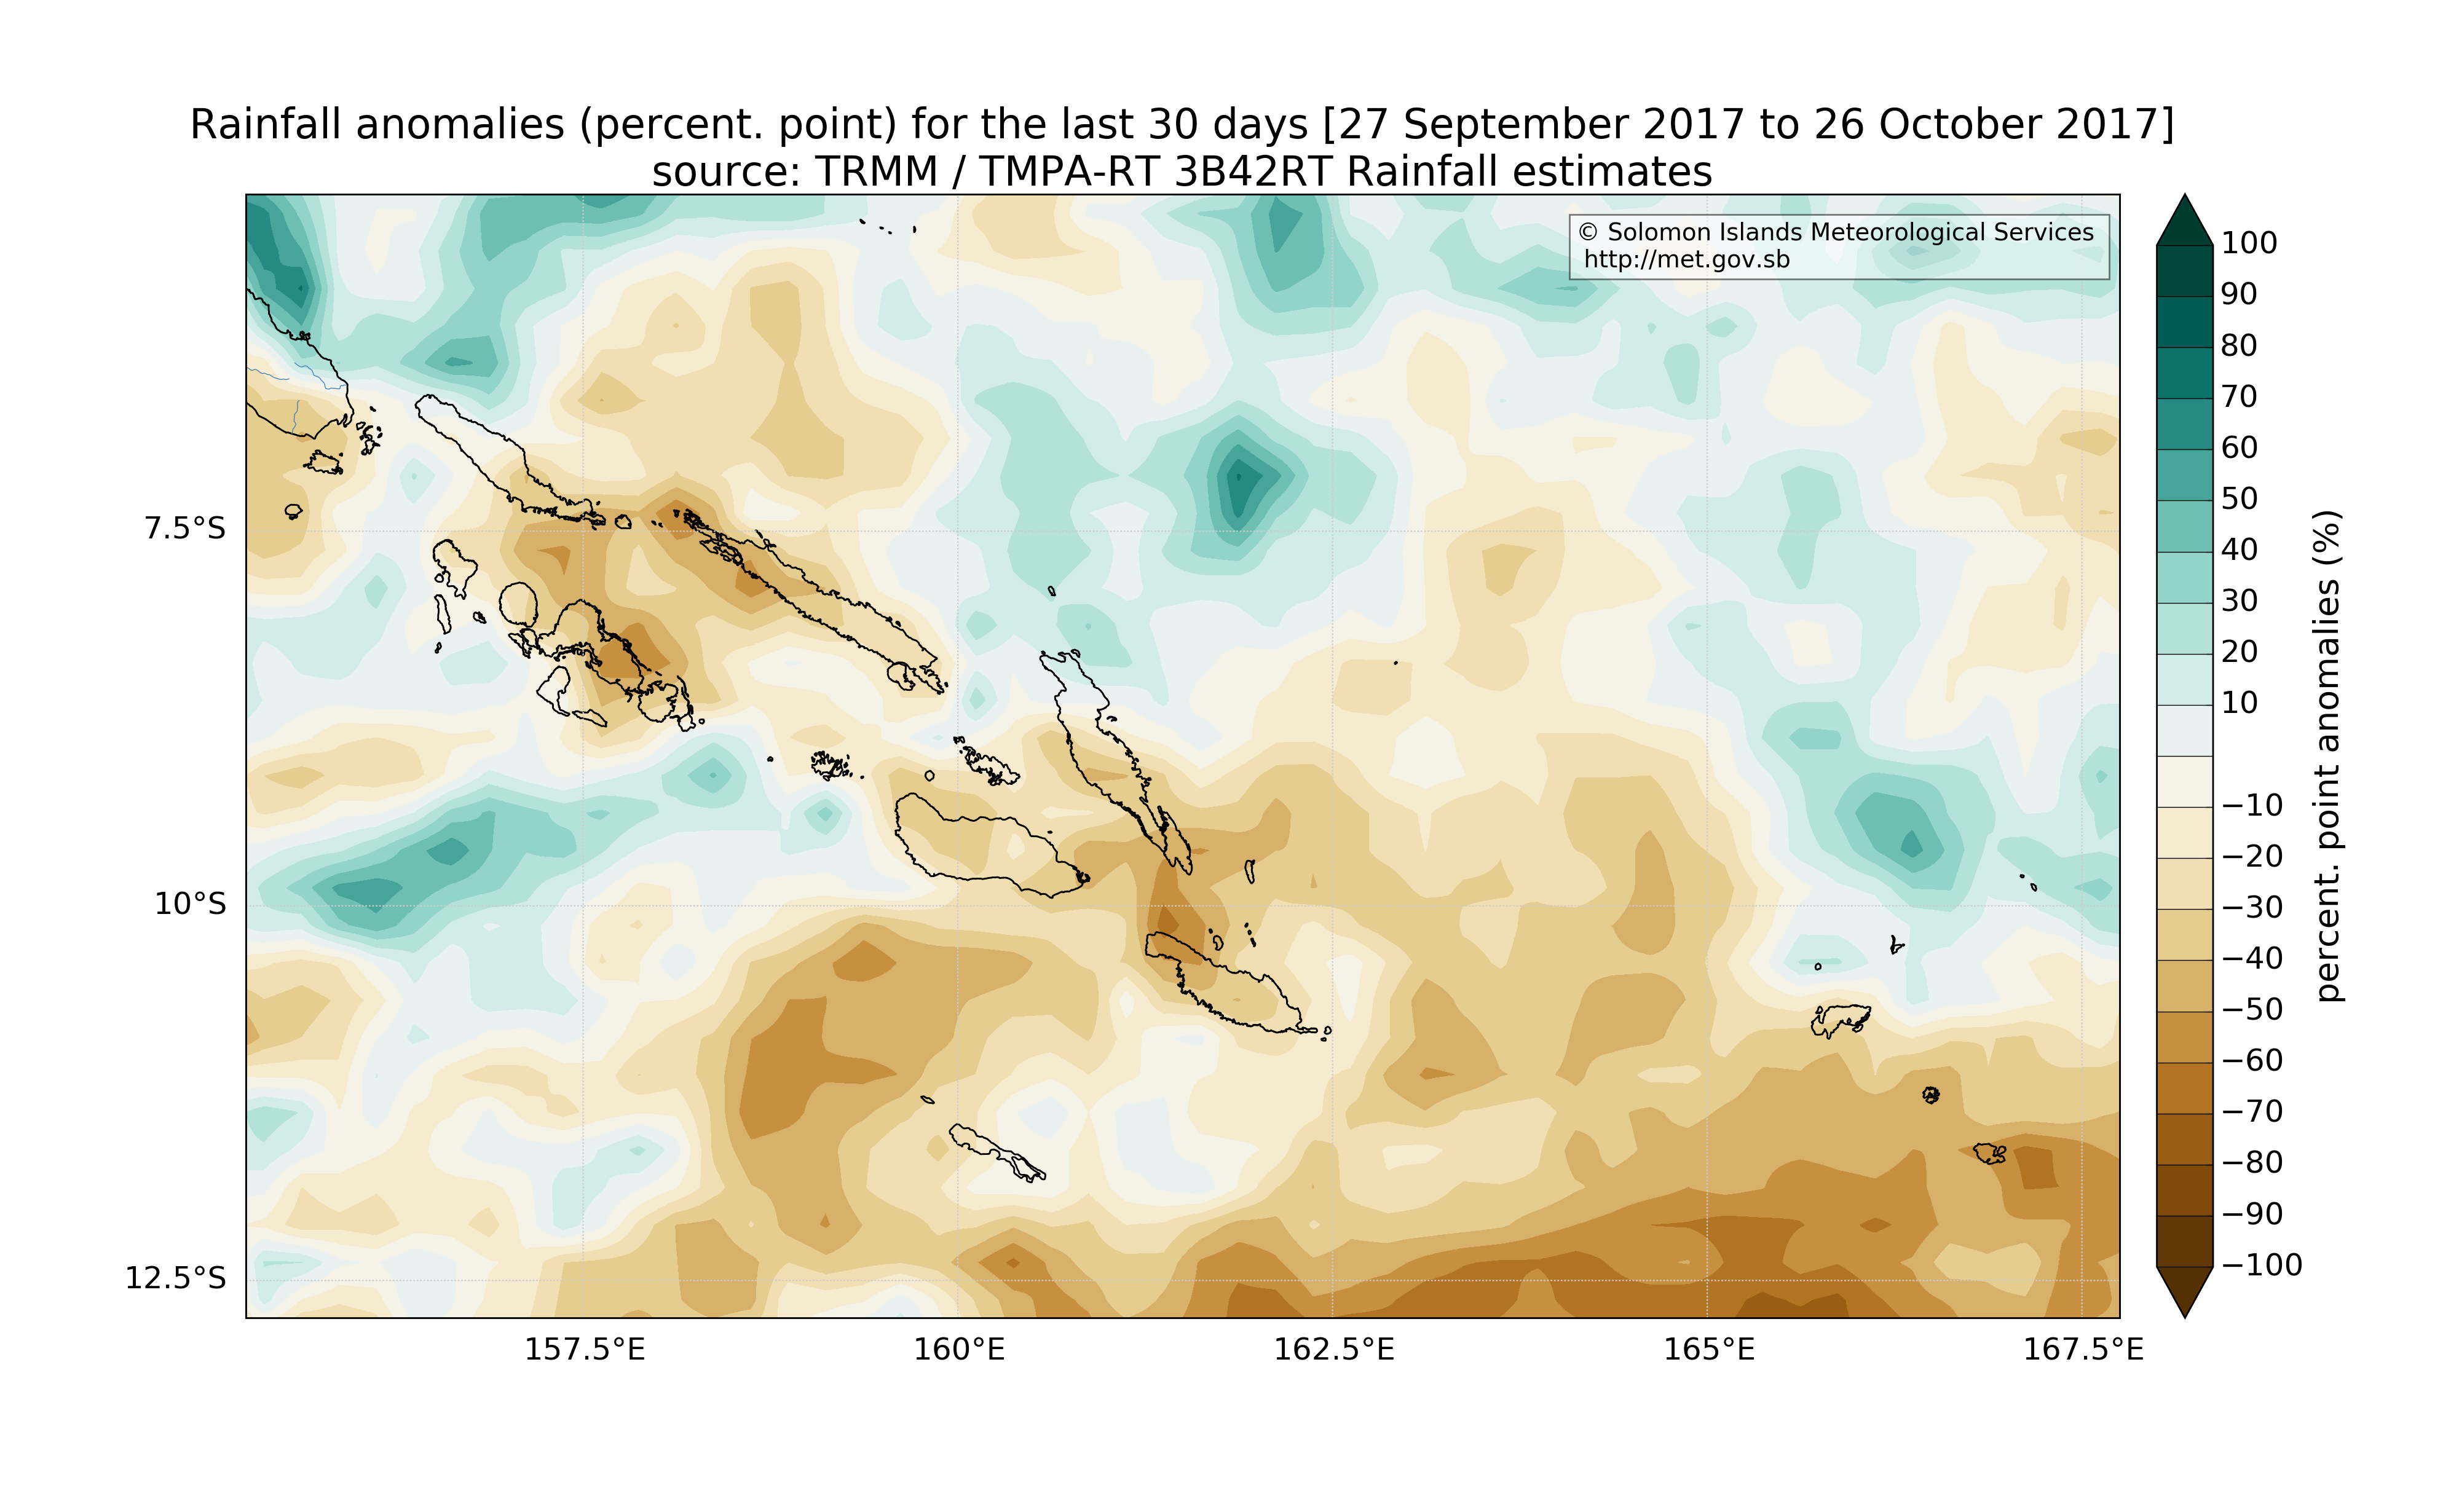 Rainfall anomalies (percent. point) for the last 30 days [27 September 2017 to 26 October 2017]
source: TRMM / TMPA-RT 3B42RT Rainfall estimates
© Solomon Islands Meteorological Services
http://met.gov.sb
7.5°S
10°S
12.5°S
157.5°E
160°E
162.5°E
165°E
167.5°E
100
90
80
70
60
50
40
30
20
10
−10
−20
−30
−40
−50
−60
−70
−80
−90
−100
percent. point anomalies (%)